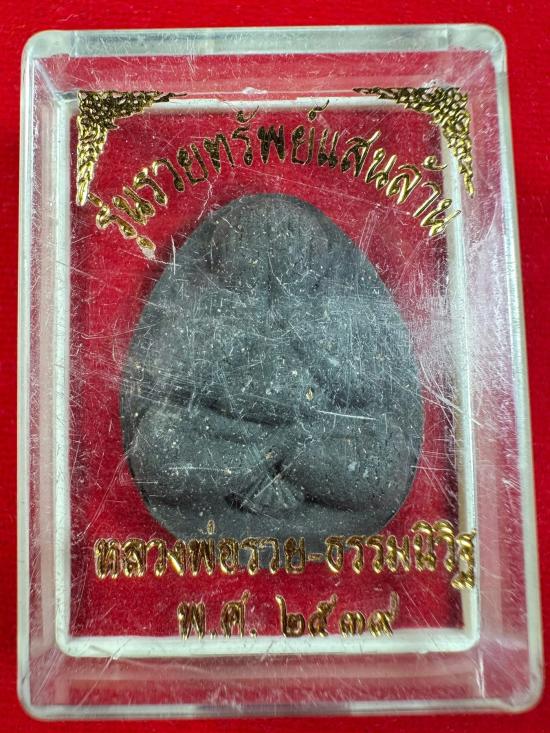 รุ่นรวยทรัพย์แสนล้าน
หลวงพ่อรวย-ธรรมนิวิฐ
พ.ศ. ๒๕๓๙